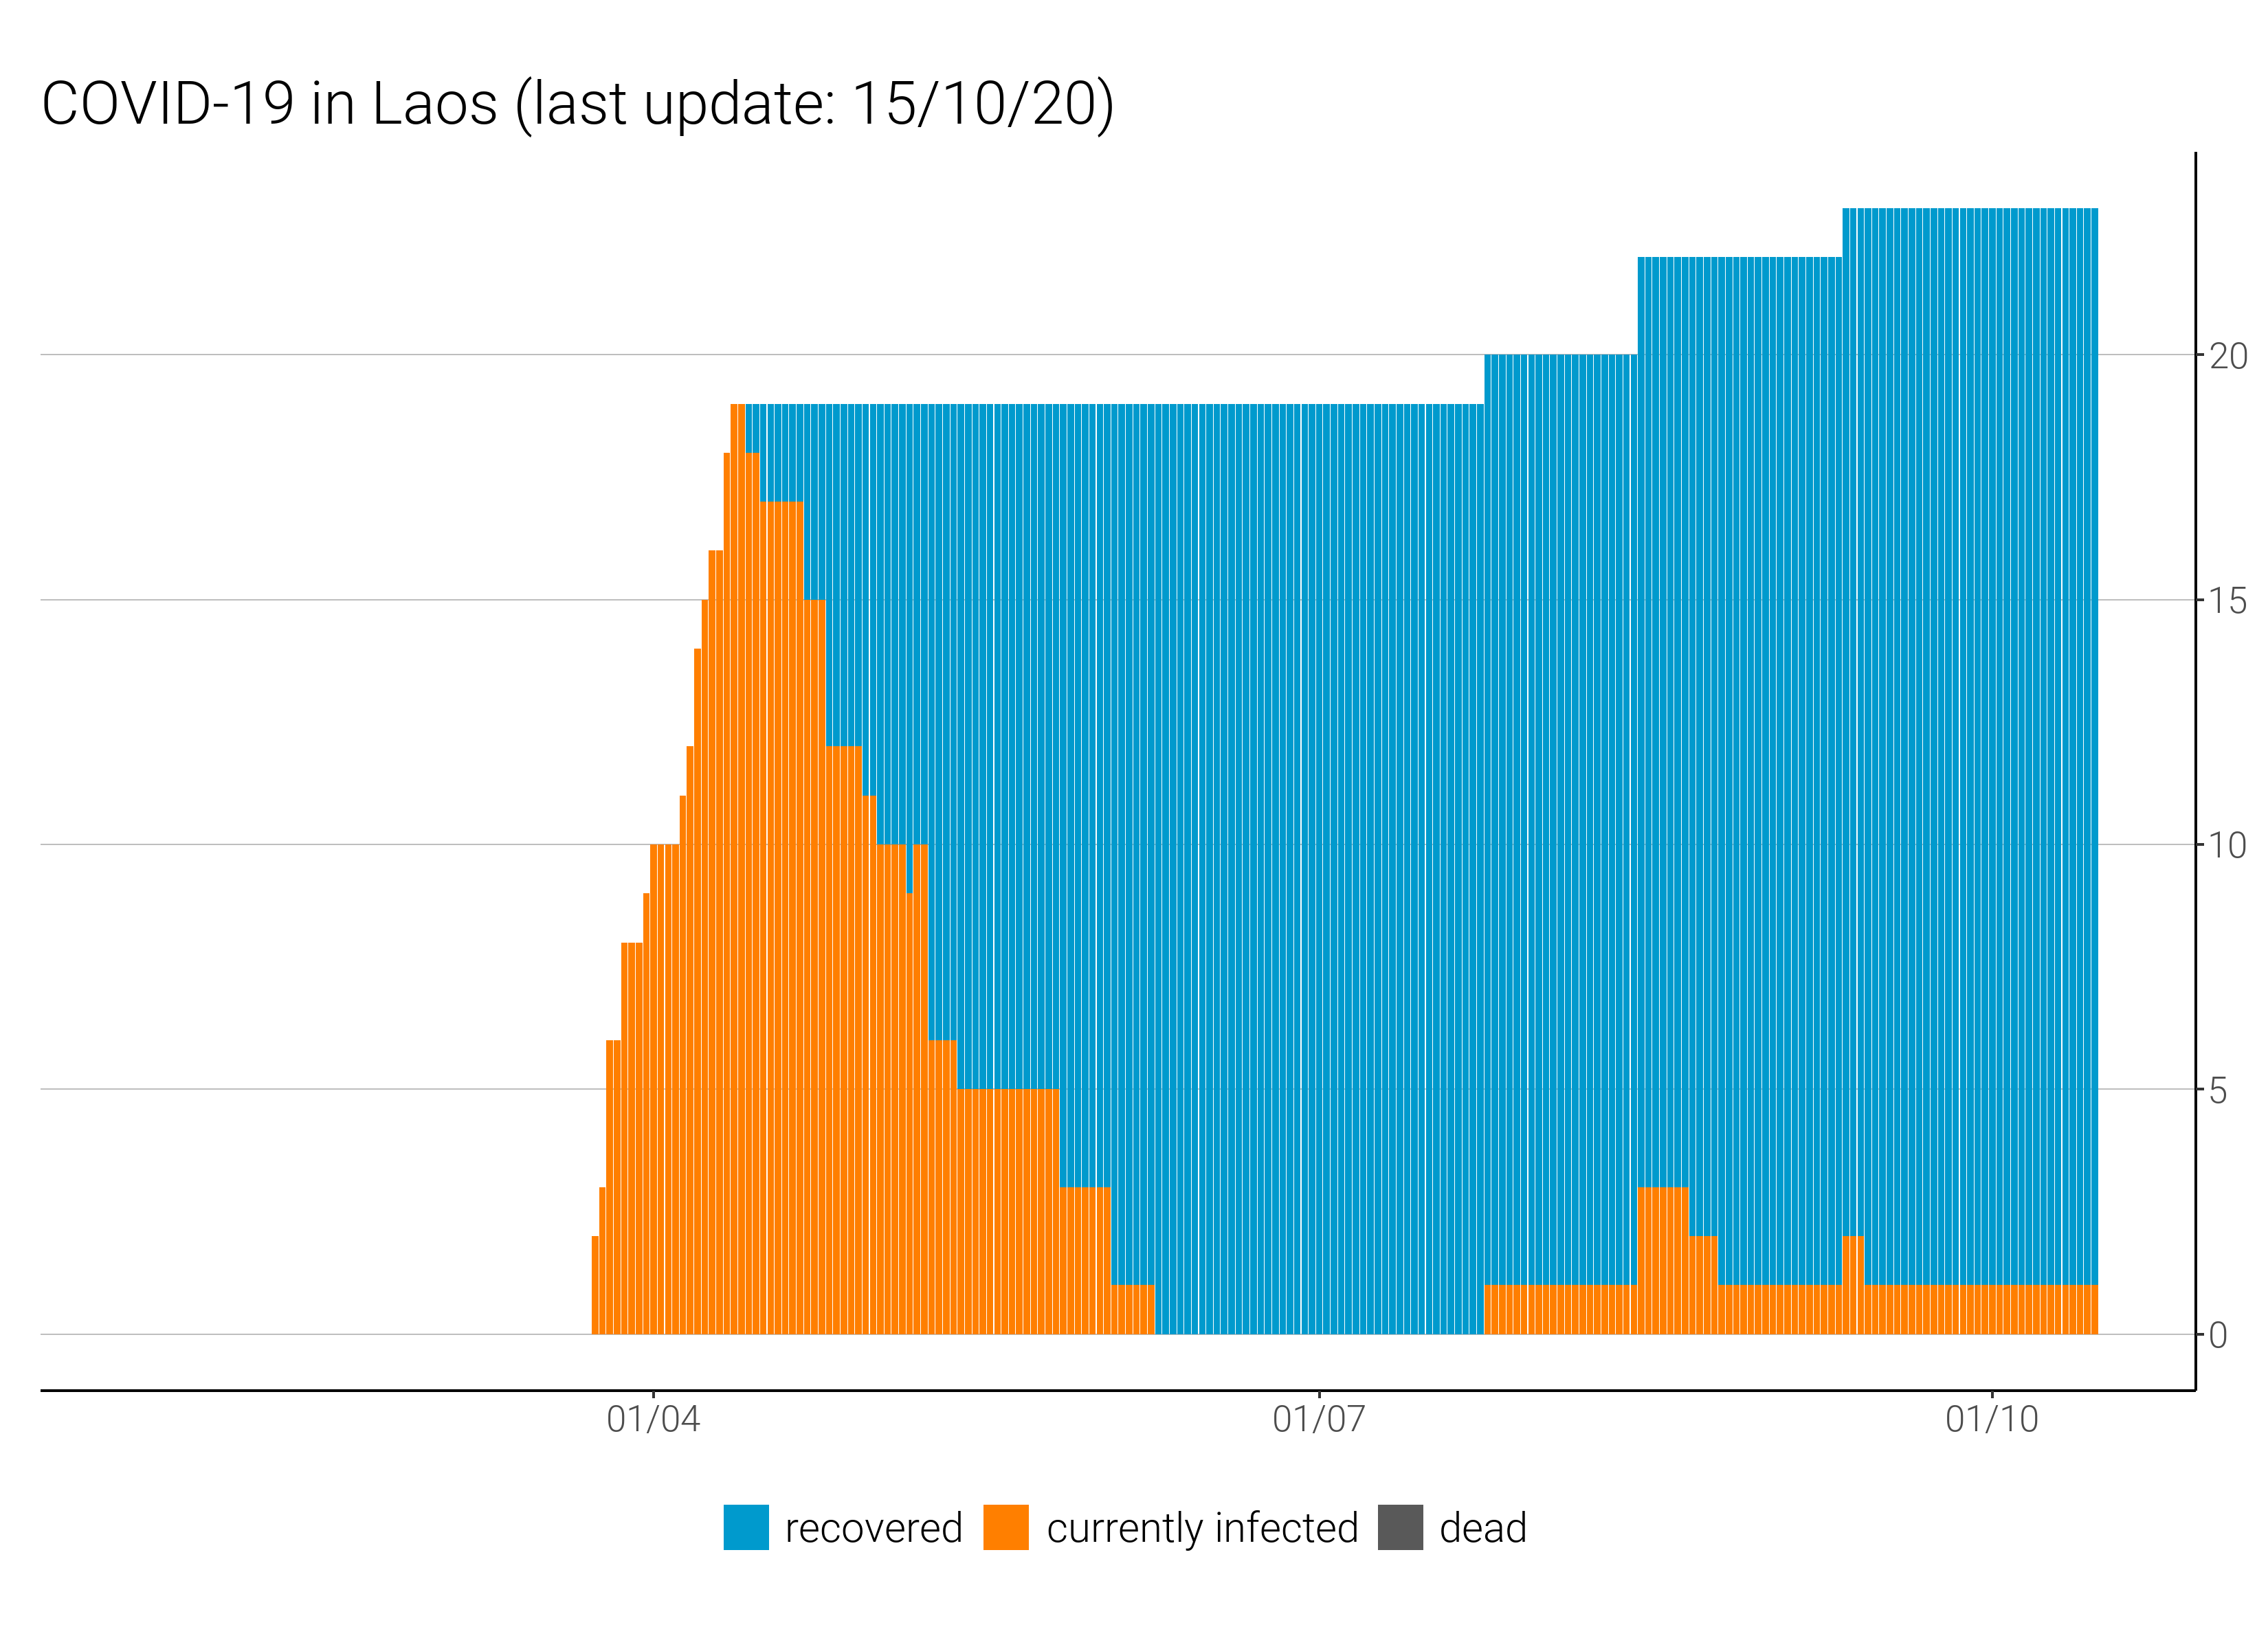 COVID-19 in Laos (last update: 15/10/20)
20
15
10
5
0
01/04 01/07 01/10
recovered currently infected dead